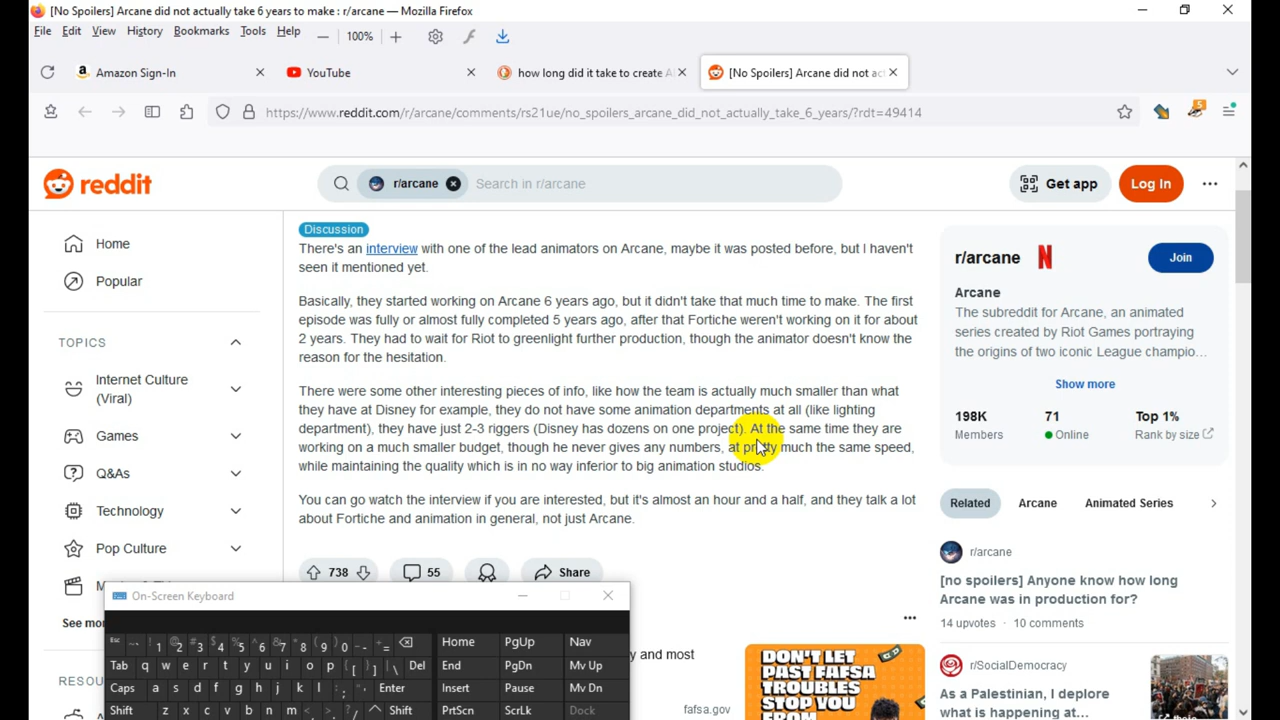 [No Spoilers] Arcane did not actually take 6 years to make : r/arcane — Mozilla Firefox
File Edit View History Bookmarks Tools Help 100%
Amazon Sign-In
YouTube
how long did it take to create A
[No Spoilers] Arcane did not ac
https://www.reddit.com/r/arcane/comments/rs21ue/no_spoilers_arcane_did_not_actually_take_6_years/?rdt=49414
5
reddit
r/arcane
Search in r/arcane
Get app
Log In
Home
Popular
TOPICS
Internet Culture
(Viral)
Games
Q&As
Technology
Pop Culture
See mor
RESOU
Discussion
There's an interview with one of the lead animators on Arcane, maybe it was posted before, but I haven't
seen it mentioned yet.
Basically, they started working on Arcane 6 years ago, but it didn't take that much time to make. The first
episode was fully or almost fully completed 5 years ago, after that Fortiche weren't working on it for about
2 years. They had to wait for Riot to greenlight further production, though the animator doesn't know the
reason for the hesitation.
There were some other interesting pieces of info, like how the team is actually much smaller than what
they have at Disney for example, they do not have some animation departments at all (like lighting
department), they have just 2-3 riggers (Disney has dozens on one project). At the same time they are
working on a much smaller budget, though he never gives any numbers, at pretty much the same speed,
while maintaining the quality which is in no way inferior to big animation studios.
You can go watch the interview if you are interested, but it's almost an hour and a half, and they talk a lot
about Fortiche and animation in general, not just Arcane.
738
55
Share
y and most
fafsa.gov
DON'T LET
PAST FAFSA
TROUBLES
STOP YOU
FROM
r/arcane
N
Join
Arcane
The subreddit for Arcane, an animated
series created by Riot Games portraying
the origins of two iconic League champio...
Show more
198K 71 Top 1%
Members Online Rank by size
Related Arcane Animated Series
r/arcane
[no spoilers] Anyone know how long
Arcane was in production for?
14 upvotes · 10 comments
r/SocialDemocracy
As a Palestinian, I deplore
what is happening at...
On-Screen Keyboard
Esc ~ ` ! 1 @ 2 # 3 $ 4 % 5 ^ 6 & 7 * 8 ( 9 ) 0 _ - + = Home PgUp Nav
Tab q w e r t y u i o p { [ } ] | \ Del End PgDn Mv Up
Caps a s d f g h j k l : ; " ' Enter Insert Pause Mv Dn
Shift z x c v b n m < , > . ? / ^ Shift PrtScn ScrLk Dock